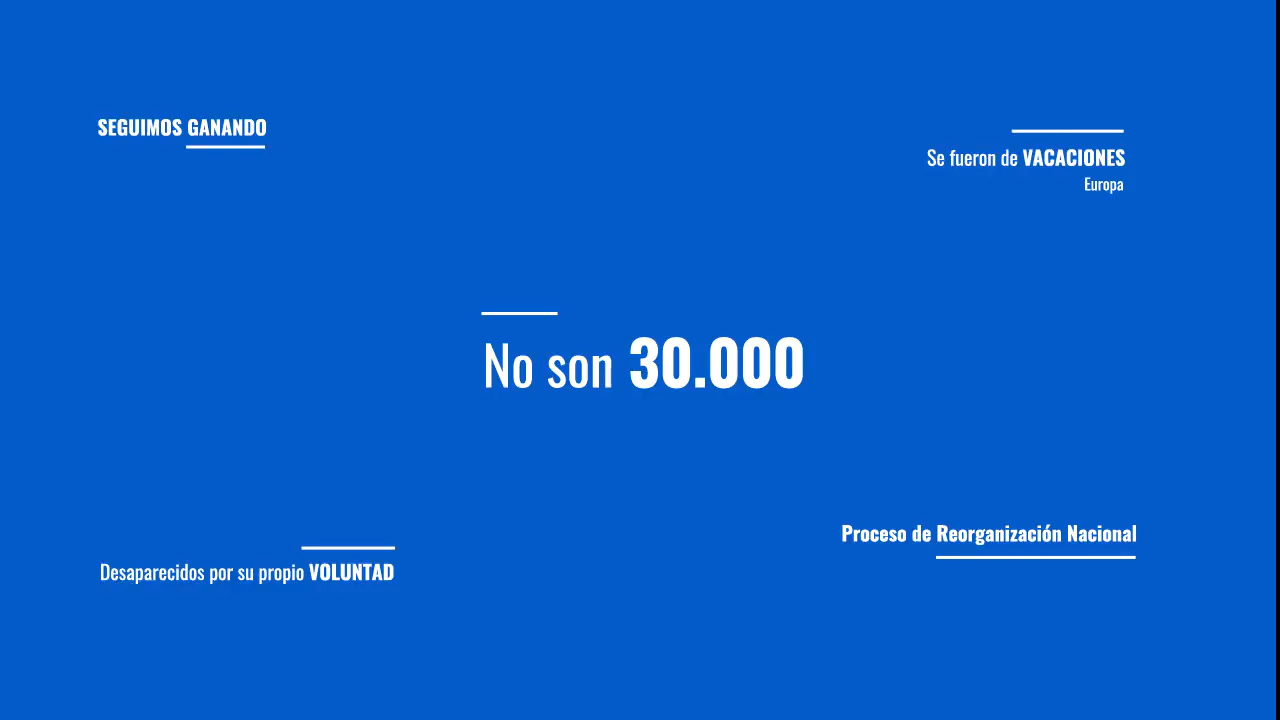 SEGUIMOS GANANDO
Se fueron de VACACIONES
Europa
No son 30.000
Proceso de Reorganización Nacional
Desaparecidos por su propio VOLUNTAD